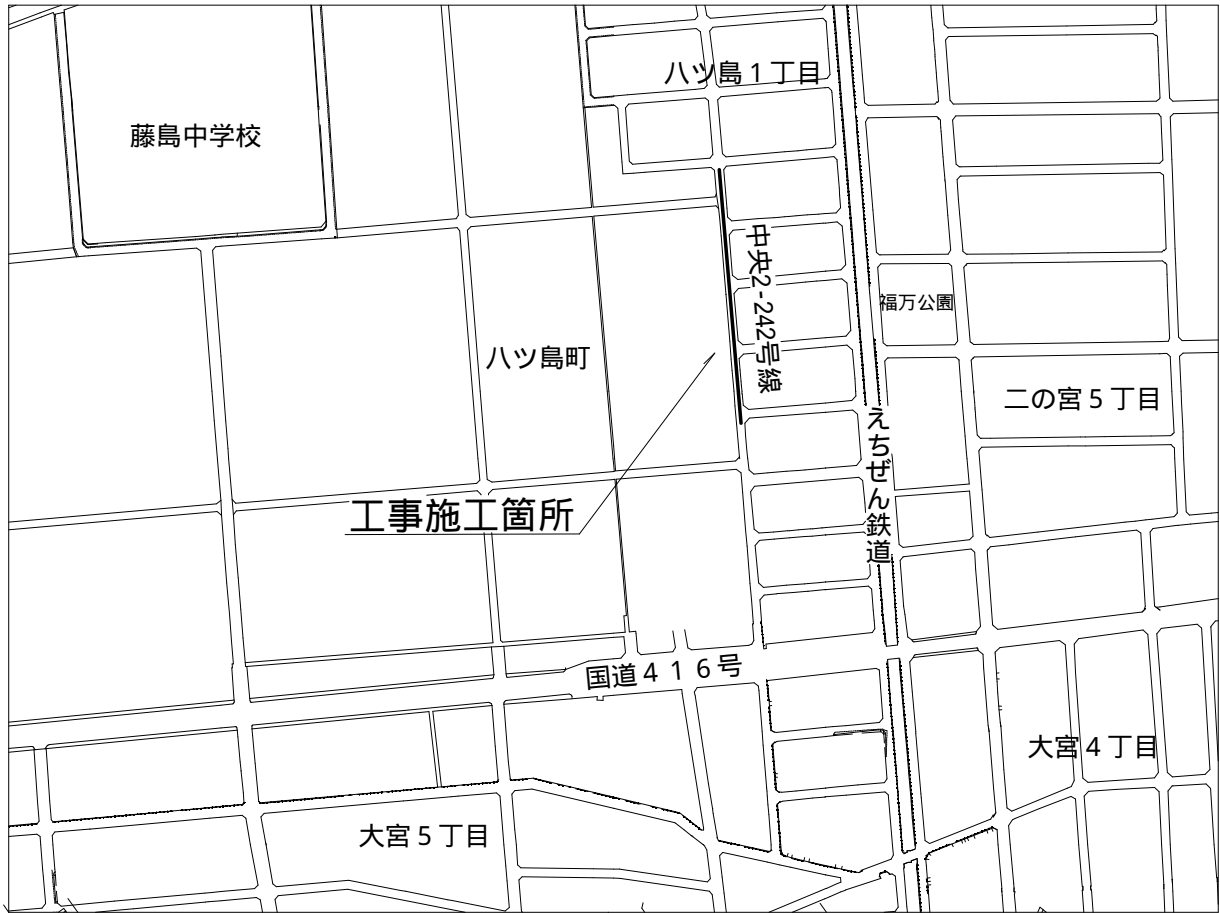 八ツ島1丁目
藤島中学校
中央2-242号線
福万公園
八ツ島町
二の宮5丁目
えちぜん鉄道
工事施工箇所
国道416号
大宮4丁目
大宮5丁目